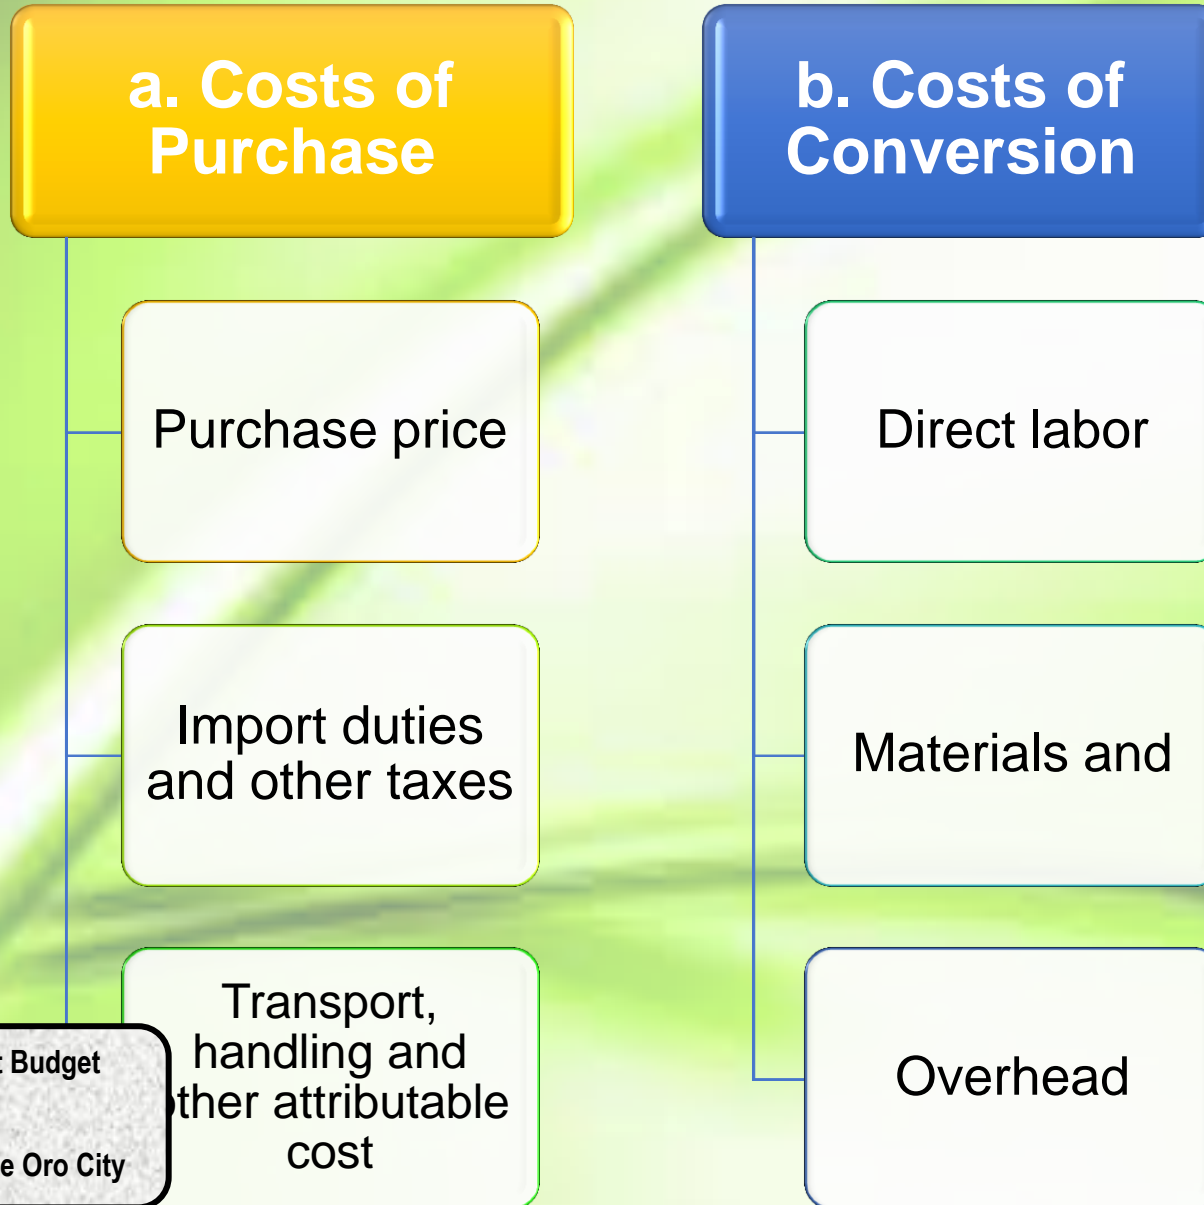 a. Costs of
Purchase
Purchase price
Import duties
and other taxes
Transport,
handling and
other attributable
cost
b. Costs of
Conversion
Direct labor
Materials and
Overhead
Budget
e Oro City